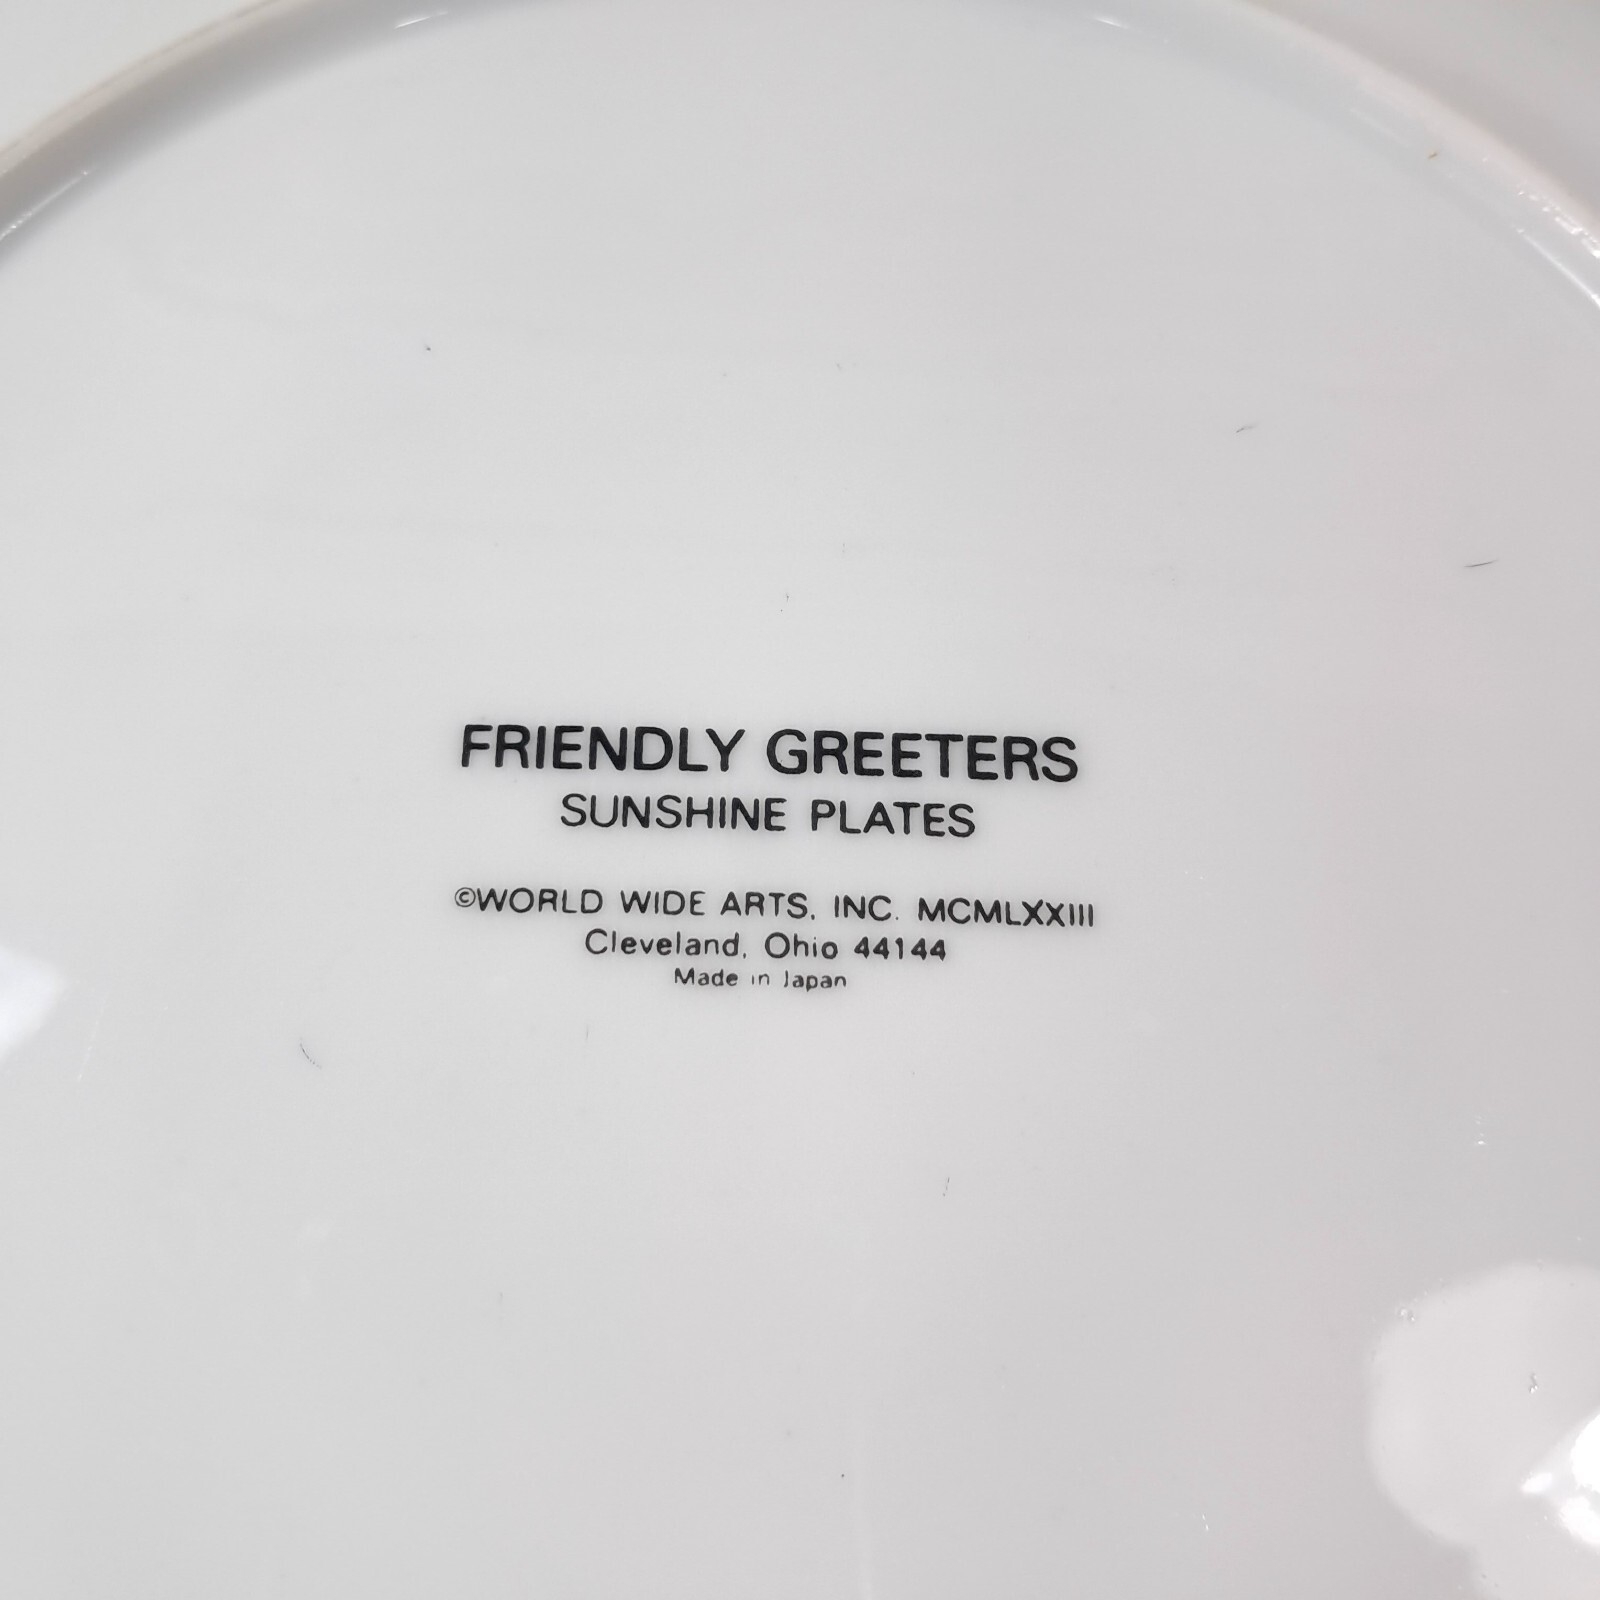 FRIENDLY GREETERS
SUNSHINE PLATES
©WORLD WIDE ARTS, INC. MCMLXXIII
Cleveland, Ohio 44144
Made in Japan